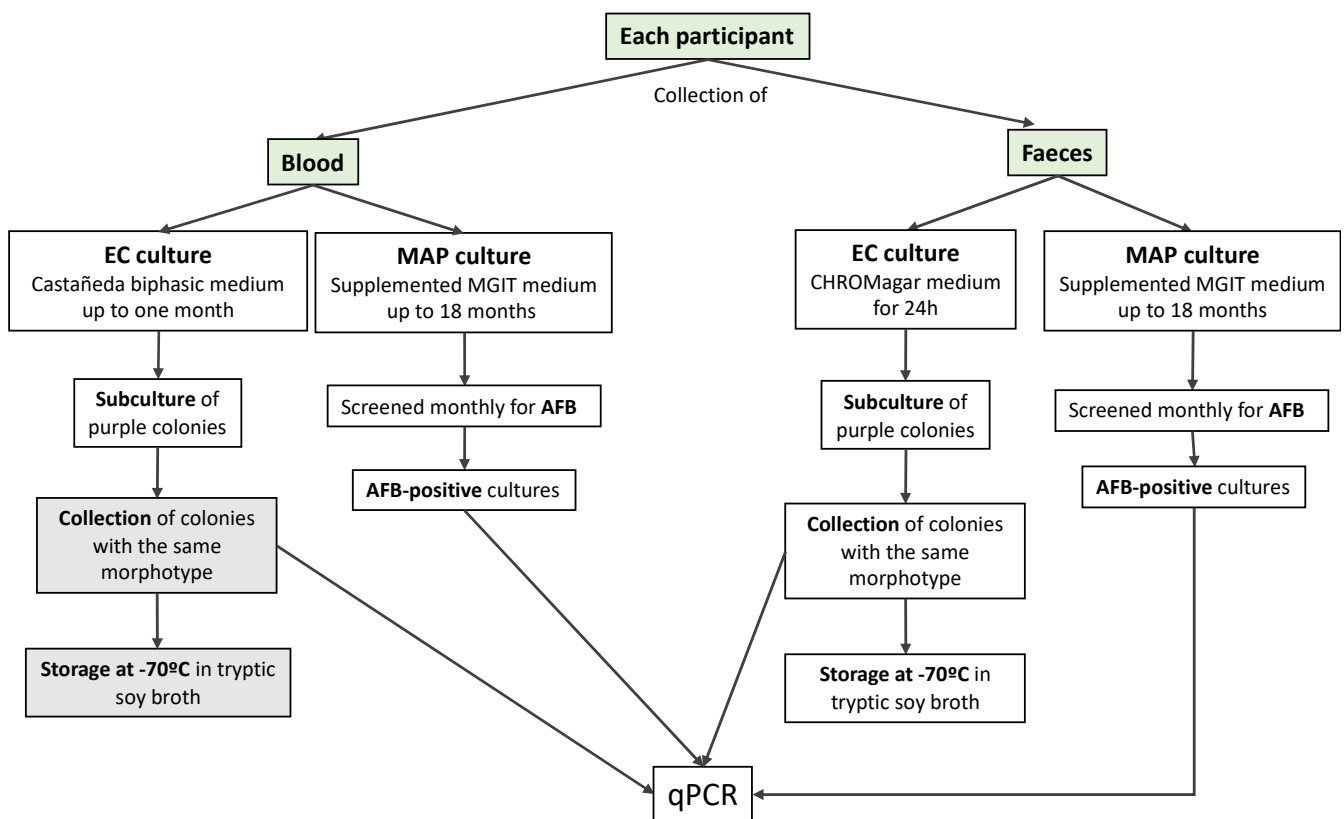 Each participant
Collection of
Blood
Faeces
EC culture
Castañeda biphasic medium
up to one month
MAP culture
Supplemented MGIT medium
up to 18 months
EC culture
CHROMagar medium
for 24h
MAP culture
Supplemented MGIT medium
up to 18 months
Subculture of
purple colonies
Screened monthly for AFB
Subculture of
purple colonies
Screened monthly for AFB
Collection of colonies
with the same
morphotype
AFB-positive cultures
Collection of colonies
with the same
morphotype
AFB-positive cultures
Storage at -70ºC in tryptic
soy broth
Storage at -70ºC in
tryptic soy broth
qPCR